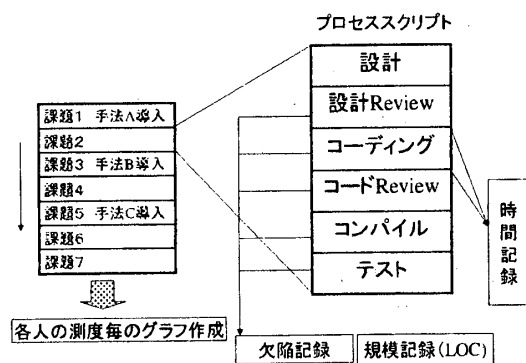 プロセススクリプト
設計
設計Review
コーディング
コードReview
コンパイル
テスト
課題1 手法A導入
課題2
課題3 手法B導入
課題4
課題5 手法C導入
課題6
課題7
各人の測度毎のグラフ作成
時間記録
欠陥記録
規模記録(LOC)